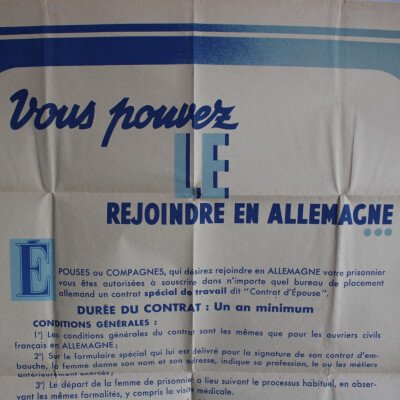 Vous pouvez
LE
REJOINDRE EN ALLEMAGNE...
ÉPOUSES ou COMPAGNES, qui désirez rejoindre en ALLEMAGNE votre prisonnier
vous êtes autorisées à souscrire dans n'importe quel bureau de placement
allemand un contrat spécial de travail dit "Contrat d'Épouse".
DURÉE DU CONTRAT : Un an minimum
CONDITIONS GÉNÉRALES :
1°) Les conditions générales du contrat sont les mêmes que pour les ouvriers civils
français en ALLEMAGNE ;
2°) Sur le formulaire spécial qui lui est délivré pour la signature de son contrat d'em-
bauche, la femme donne son nom et son adresse, indique sa profession, le ou les métiers
antérieurement exercés ;
3°) Le départ de la femme de prisonnier a lieu suivant le processus habituel, en obser-
vant les mêmes formalités, y compris la visite médicale.